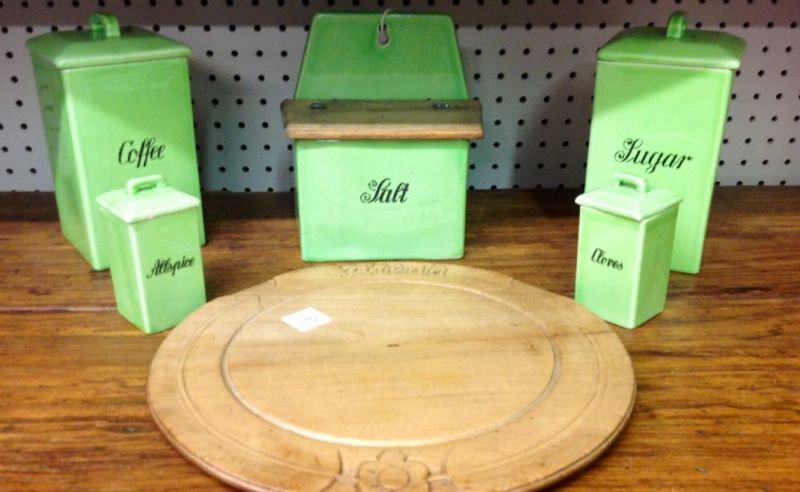 Coffee
Salt
Sugar
Allspice
Cloves